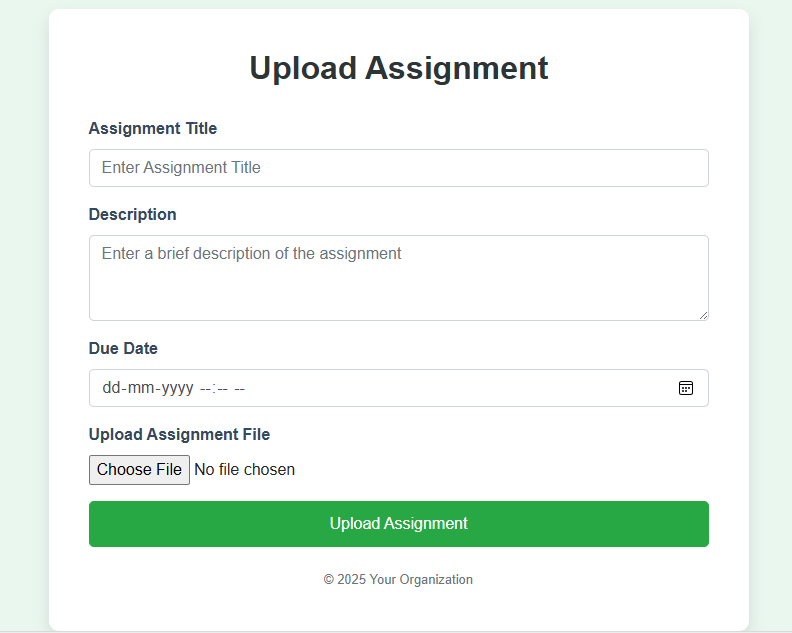 Upload Assignment
Assignment Title
Enter Assignment Title
Description
Enter a brief description of the assignment
Due Date
dd-mm-yyyy --:-- --
Upload Assignment File
Choose File No file chosen
Upload Assignment
© 2025 Your Organization